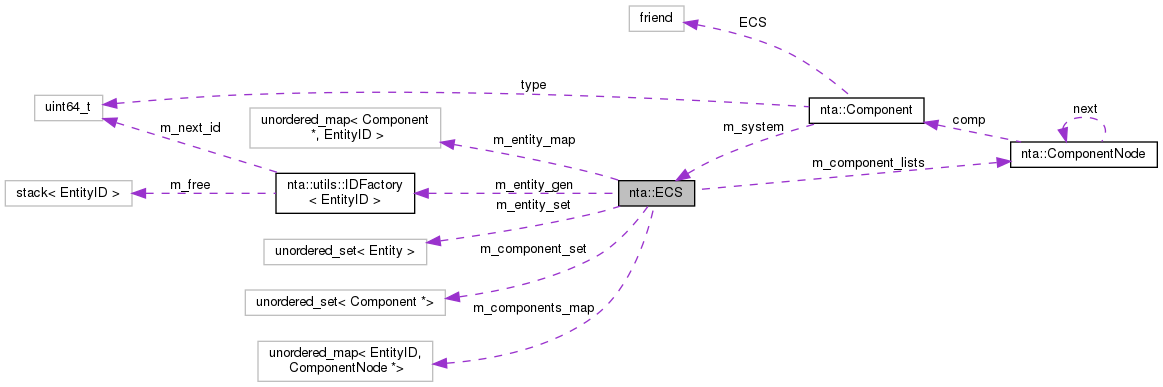 friend
ECS
type
uint64_t
nta::Component
unordered_map< Component
*, EntityID >
next
m_next_id
m_system
comp
m_entity_map
nta::ComponentNode
m_component_lists
stack< EntityID >
m_free
nta::utils::IDFactory
< EntityID >
m_entity_gen
nta::ECS
m_entity_set
unordered_set< Entity >
m_component_set
unordered_set< Component *>
m_components_map
unordered_map< EntityID,
ComponentNode *>